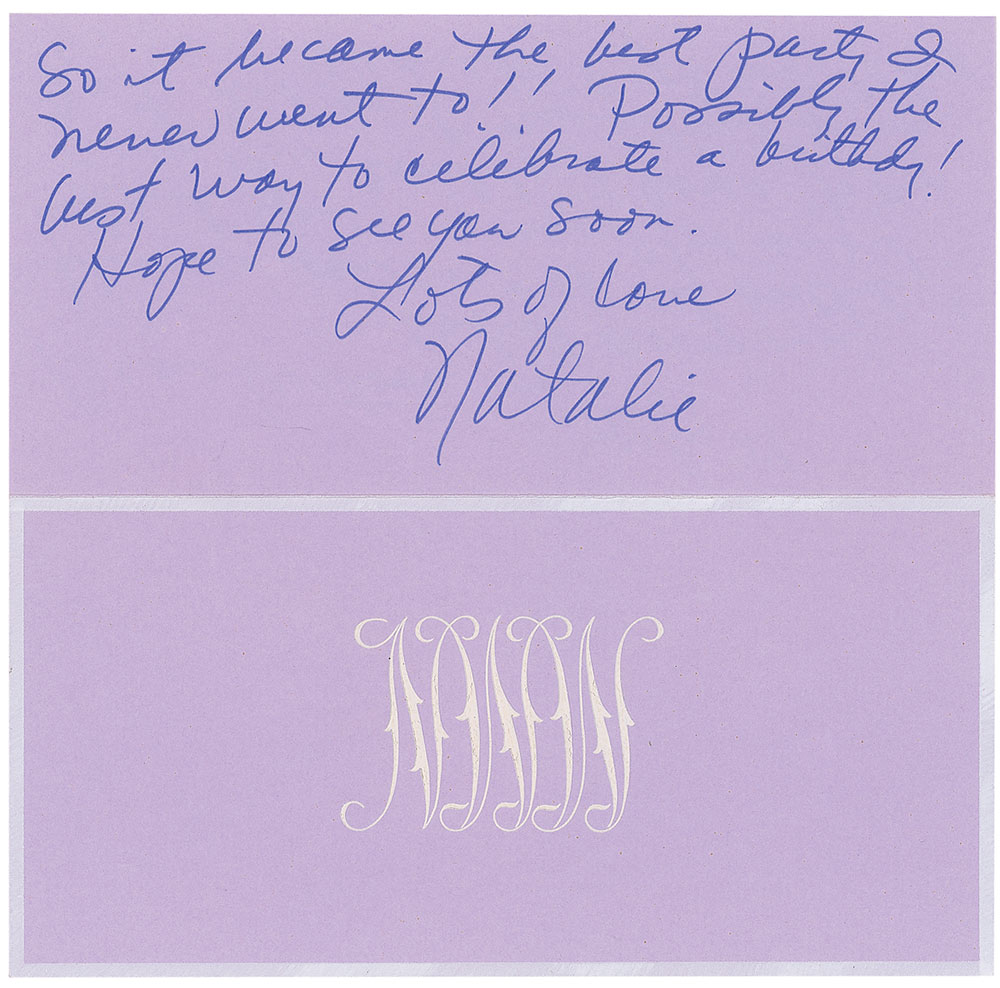 So it became the best party I
never went to!! Possibly the
best way to celibrate a birthday!
Hope to see you soon.
Lots of love
Natalie